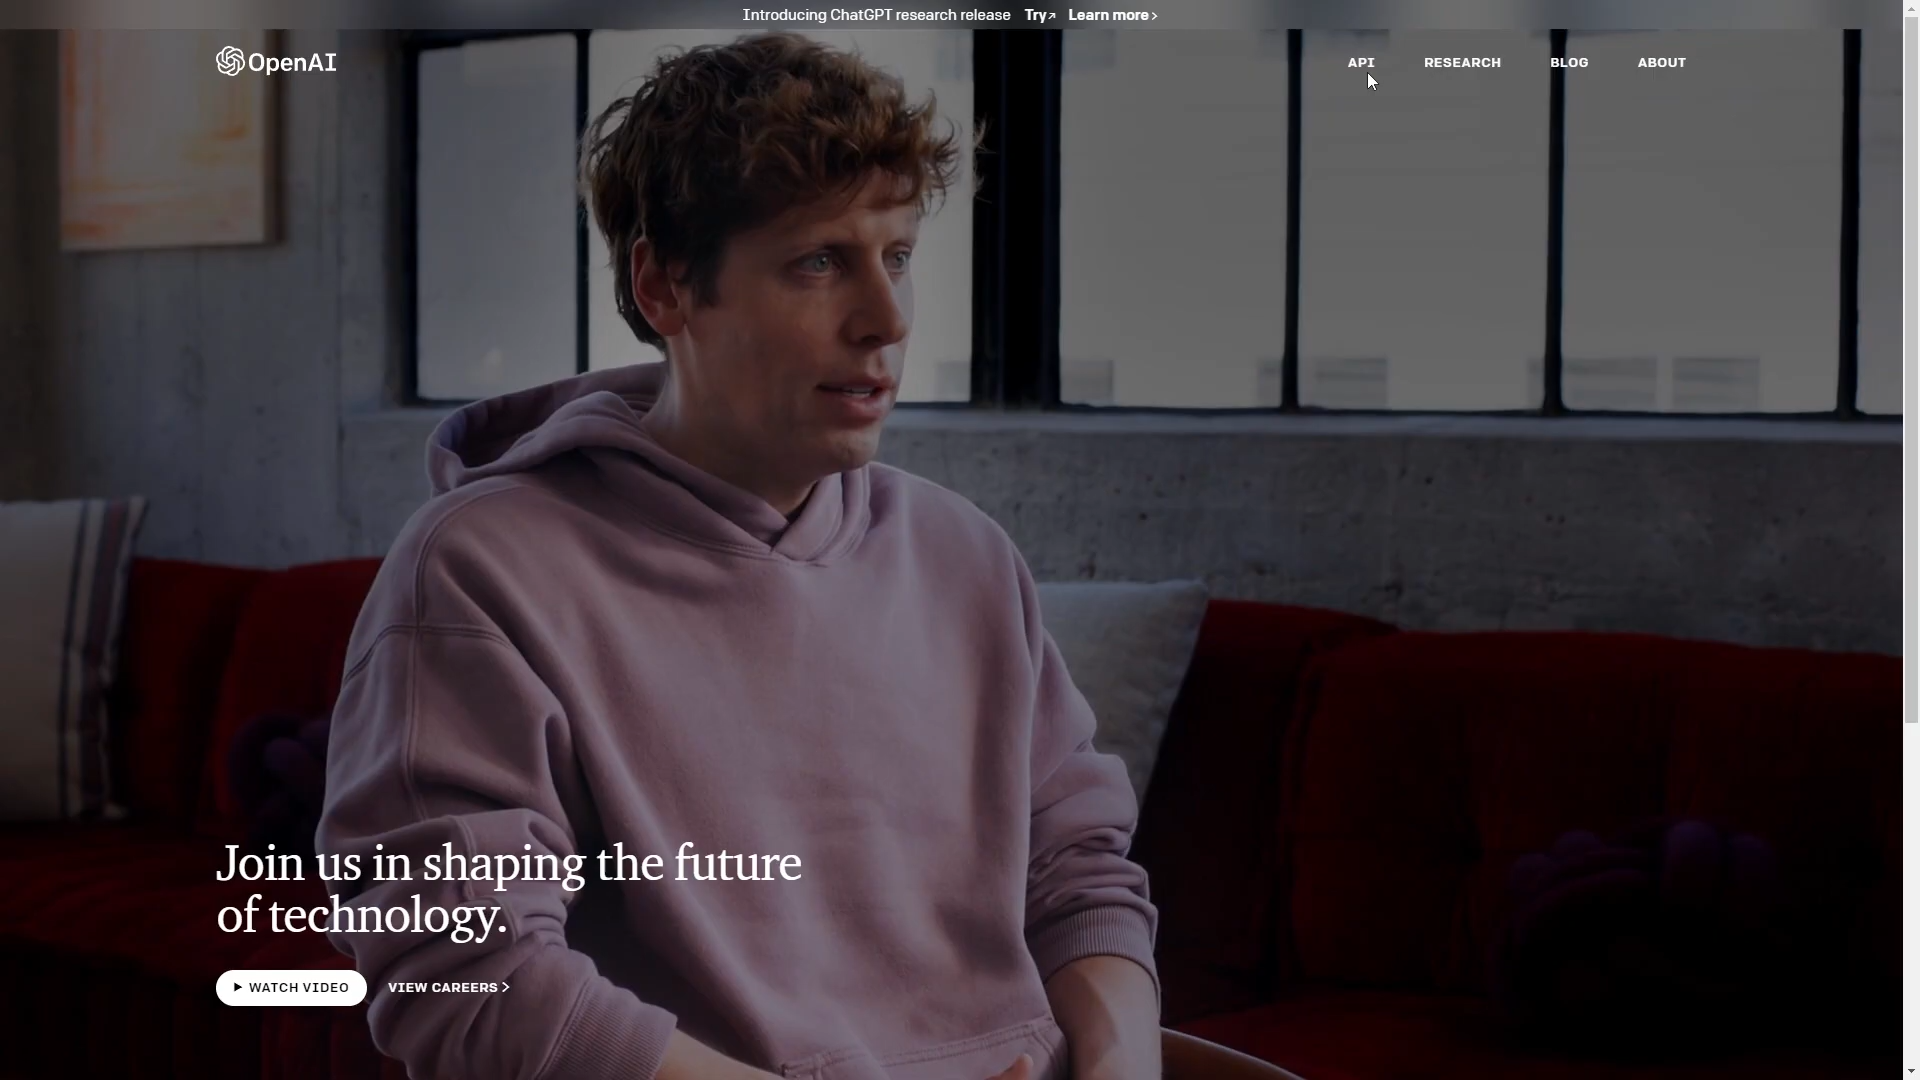 Introducing ChatGPT research release Try↗ Learn more >
OpenAI
API RESEARCH BLOG ABOUT
Join us in shaping the future
of technology.
WATCH VIDEO VIEW CAREERS >